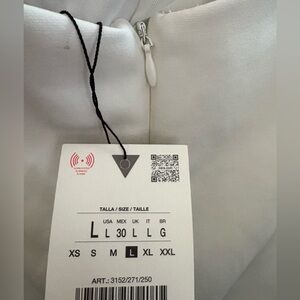 TALLA / SIZE / TAILLE
USA MEX UK IT BR
L L 30 L L G
XS S M L XL XXL
ART.: 3152/271/250